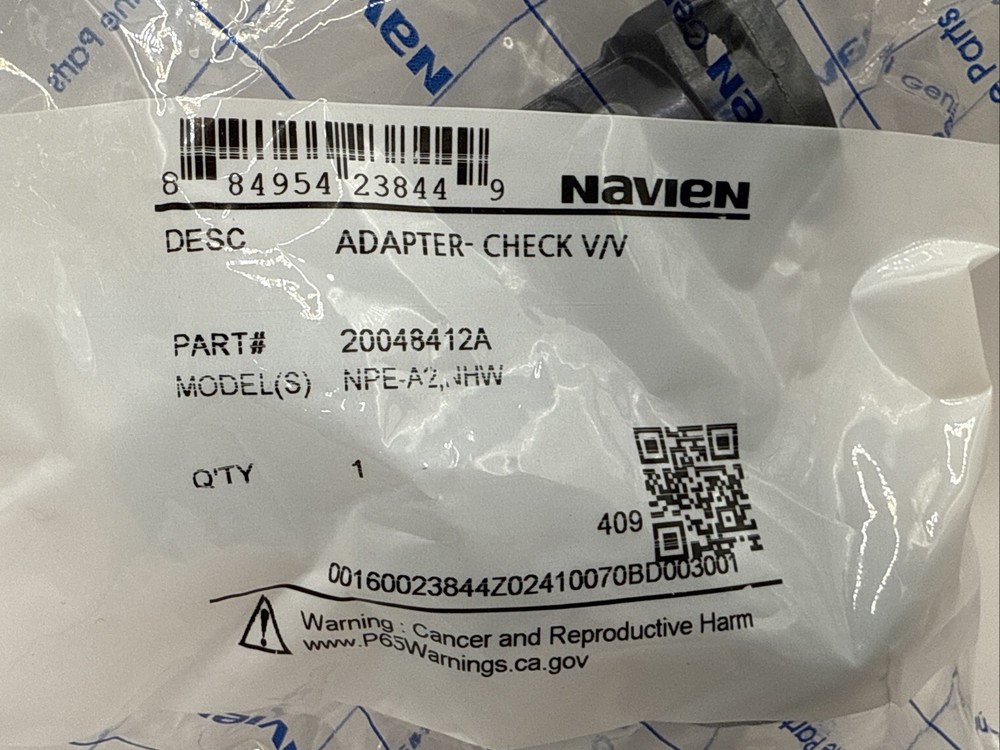 8 84954 23844 9
NAVIEN
DESC ADAPTER- CHECK V/V
PART# 20048412A
MODEL(S) NPE-A2,NHW
Q'TY 1
409
00160023844Z02410070BD003001
Warning : Cancer and Reproductive Harm
www.P65Warnings.ca.gov